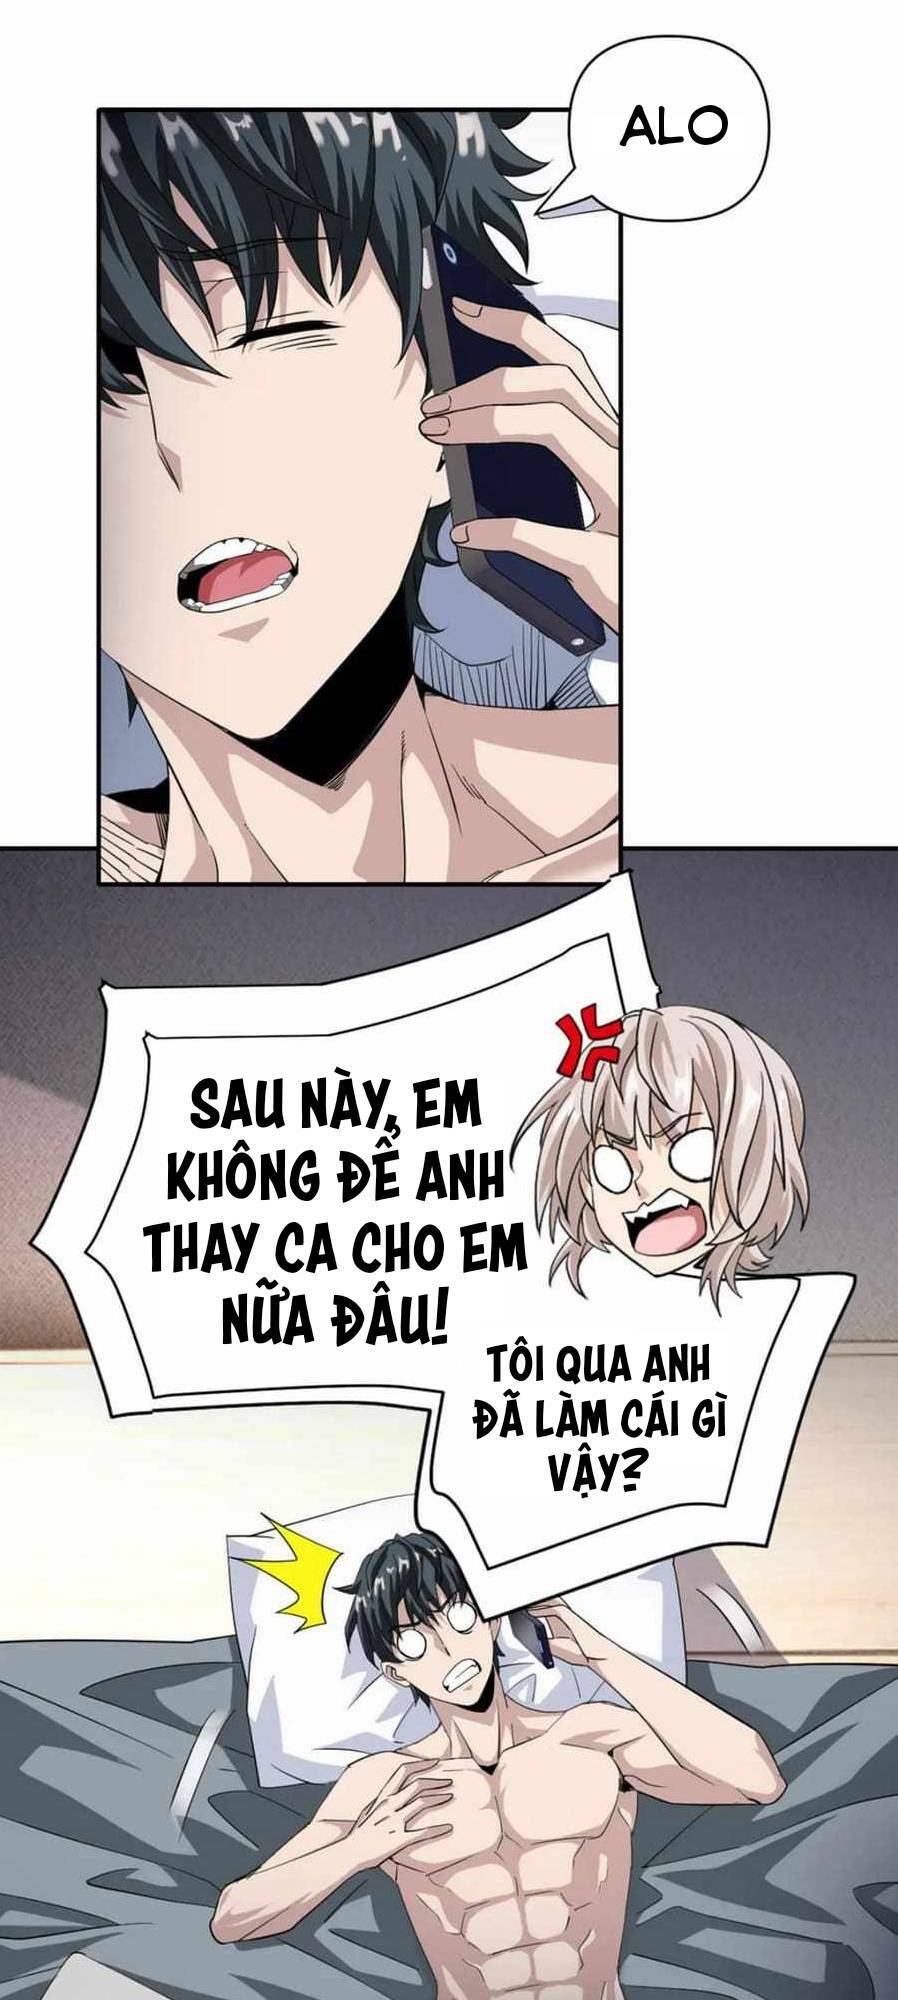 ALO
SAU NÀY, EM
KHÔNG ĐỂ ANH
THAY CA CHO EM
NỮA ĐÂU!
TÔI QUA ANH
ĐÃ LÀM CÁI GÌ
VẬY?